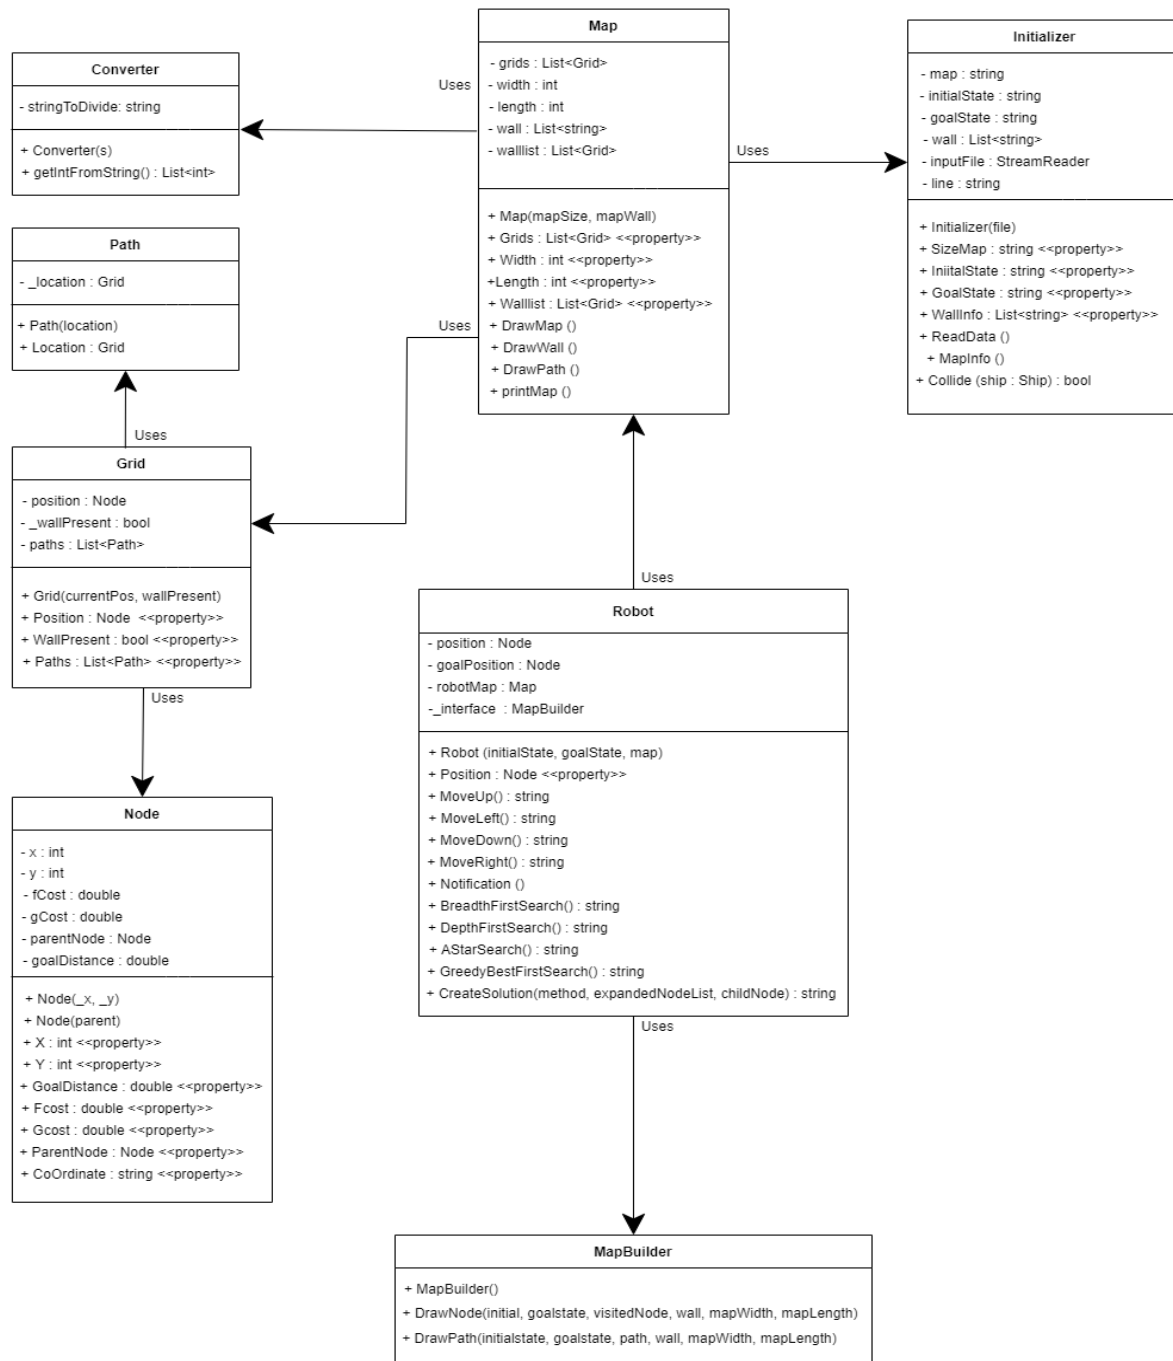 Map
- grids : List<Grid>
- width : int
- length : int
- wall : List<string>
- walllist : List<Grid>
+ Map(mapSize, mapWall)
+ Grids : List<Grid> <<property>>
+ Width : int <<property>>
+Length : int <<property>>
+ Walllist : List<Grid> <<property>>
+ DrawMap ()
+ DrawWall ()
+ DrawPath ()
+ printMap ()
Initializer
- map : string
- initialState : string
- goalState : string
- wall : List<string>
- inputFile : StreamReader
- line : string
+ Initializer(file)
+ SizeMap : string <<property>>
+ IniitalState : string <<property>>
+ GoalState : string <<property>>
+ WallInfo : List<string> <<property>>
+ ReadData ()
+ MapInfo ()
+ Collide (ship : Ship) : bool
Converter
- stringToDivide: string
+ Converter(s)
+ getIntFromString() : List<int>
Uses
Uses
Path
- _location : Grid
+ Path(location)
+ Location : Grid
Uses
Uses
Grid
- position : Node
- _wallPresent : bool
- paths : List<Path>
+ Grid(currentPos, wallPresent)
+ Position : Node <<property>>
+ WallPresent : bool <<property>>
+ Paths : List<Path> <<property>>
Uses
Uses
Robot
- position : Node
- goalPosition : Node
- robotMap : Map
-_interface : MapBuilder
+ Robot (initialState, goalState, map)
+ Position : Node <<property>>
+ MoveUp() : string
+ MoveLeft() : string
+ MoveDown() : string
+ MoveRight() : string
+ Notification ()
+ BreadthFirstSearch() : string
+ DepthFirstSearch() : string
+ AStarSearch() : string
+ GreedyBestFirstSearch() : string
+ CreateSolution(method, expandedNodeList, childNode) : string
Node
- x : int
- y : int
- fCost : double
- gCost : double
- parentNode : Node
- goalDistance : double
+ Node(_x, _y)
+ Node(parent)
+ X : int <<property>>
+ Y : int <<property>>
+ GoalDistance : double <<property>>
+ Fcost : double <<property>>
+ Gcost : double <<property>>
+ ParentNode : Node <<property>>
+ CoOrdinate : string <<property>>
Uses
MapBuilder
+ MapBuilder()
+ DrawNode(initial, goalstate, visitedNode, wall, mapWidth, mapLength)
+ DrawPath(initialstate, goalstate, path, wall, mapWidth, mapLength)